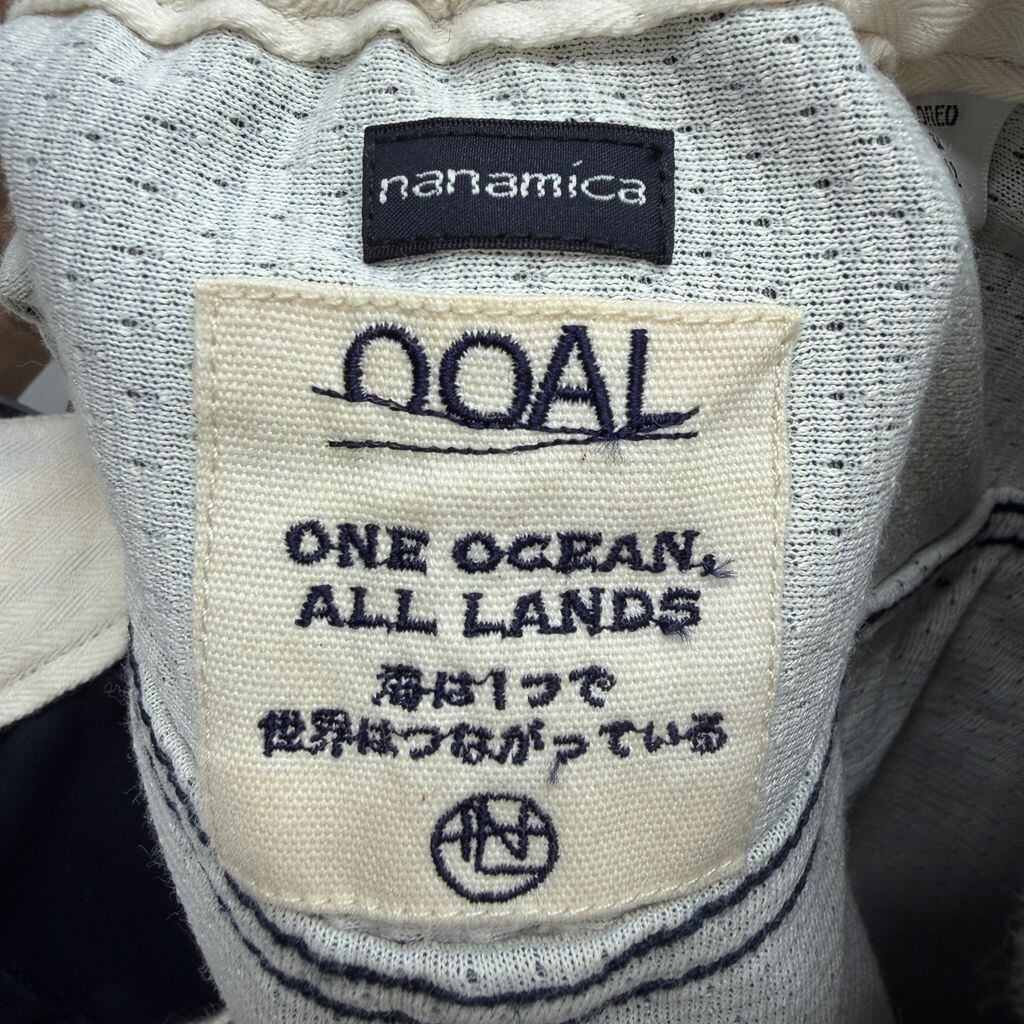 nanamica
OOAL
ONE OCEAN,
ALL LANDS
海は1つで
世界はつながっている